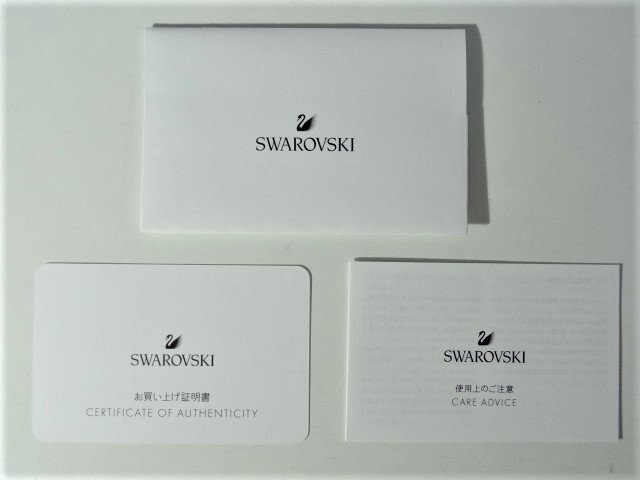 SWAROVSKI
SWAROVSKI
お買い上げ証明書
CERTIFICATE OF AUTHENTICITY
SWAROVSKI
使用上のご注意
CARE ADVICE